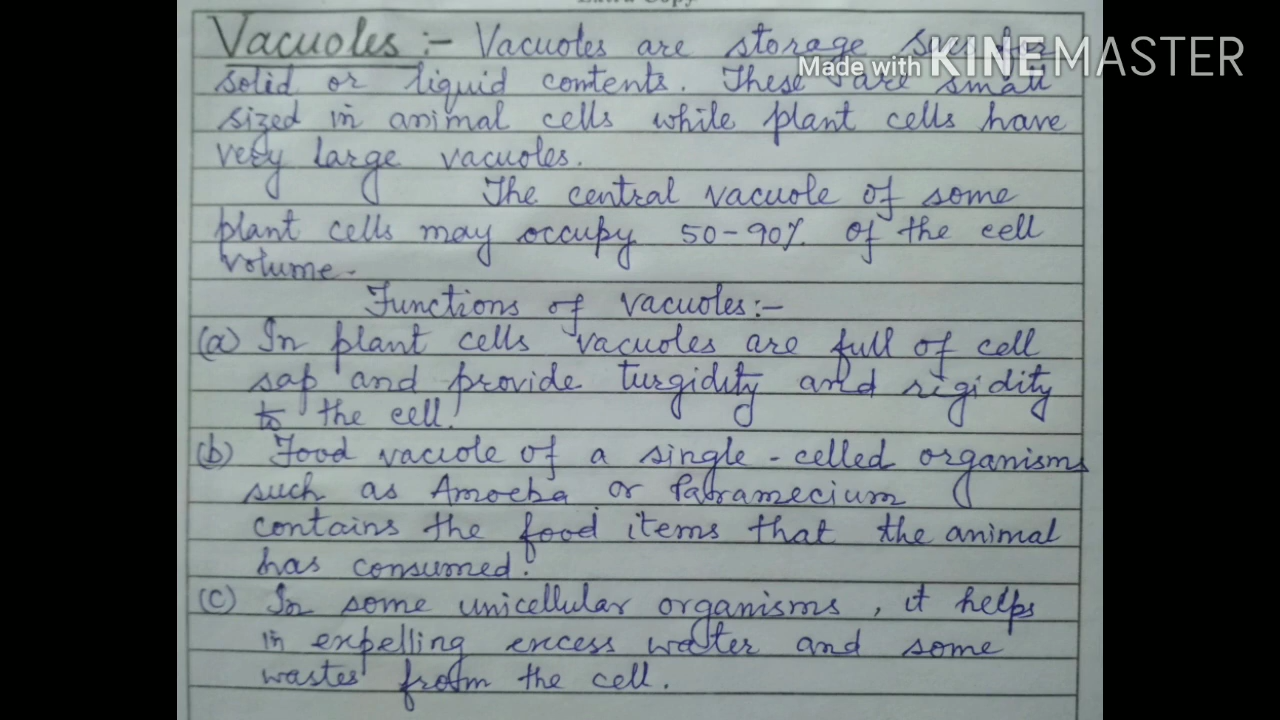 Extra Copy
Vacuoles :- Vacuoles are storage sacs for
Made with KINEMASTER
solid or liquid contents. These are small
sized in animal cells while plant cells have
very large vacuoles.
The central vacuole of some
plant cells may occupy 50-90% of the cell
volume.
Functions of vacuoles:-
(a) In plant cells vacuoles are full of cell
sap and provide turgidity and rigidity
to the cell.
(b) Food vacuole of a single-celled organisms
such as Amoeba or Paramecium
contains the food items that the animal
has consumed.
(c) In some unicellular organisms, it helps
in expelling excess water and some
wastes from the cell.